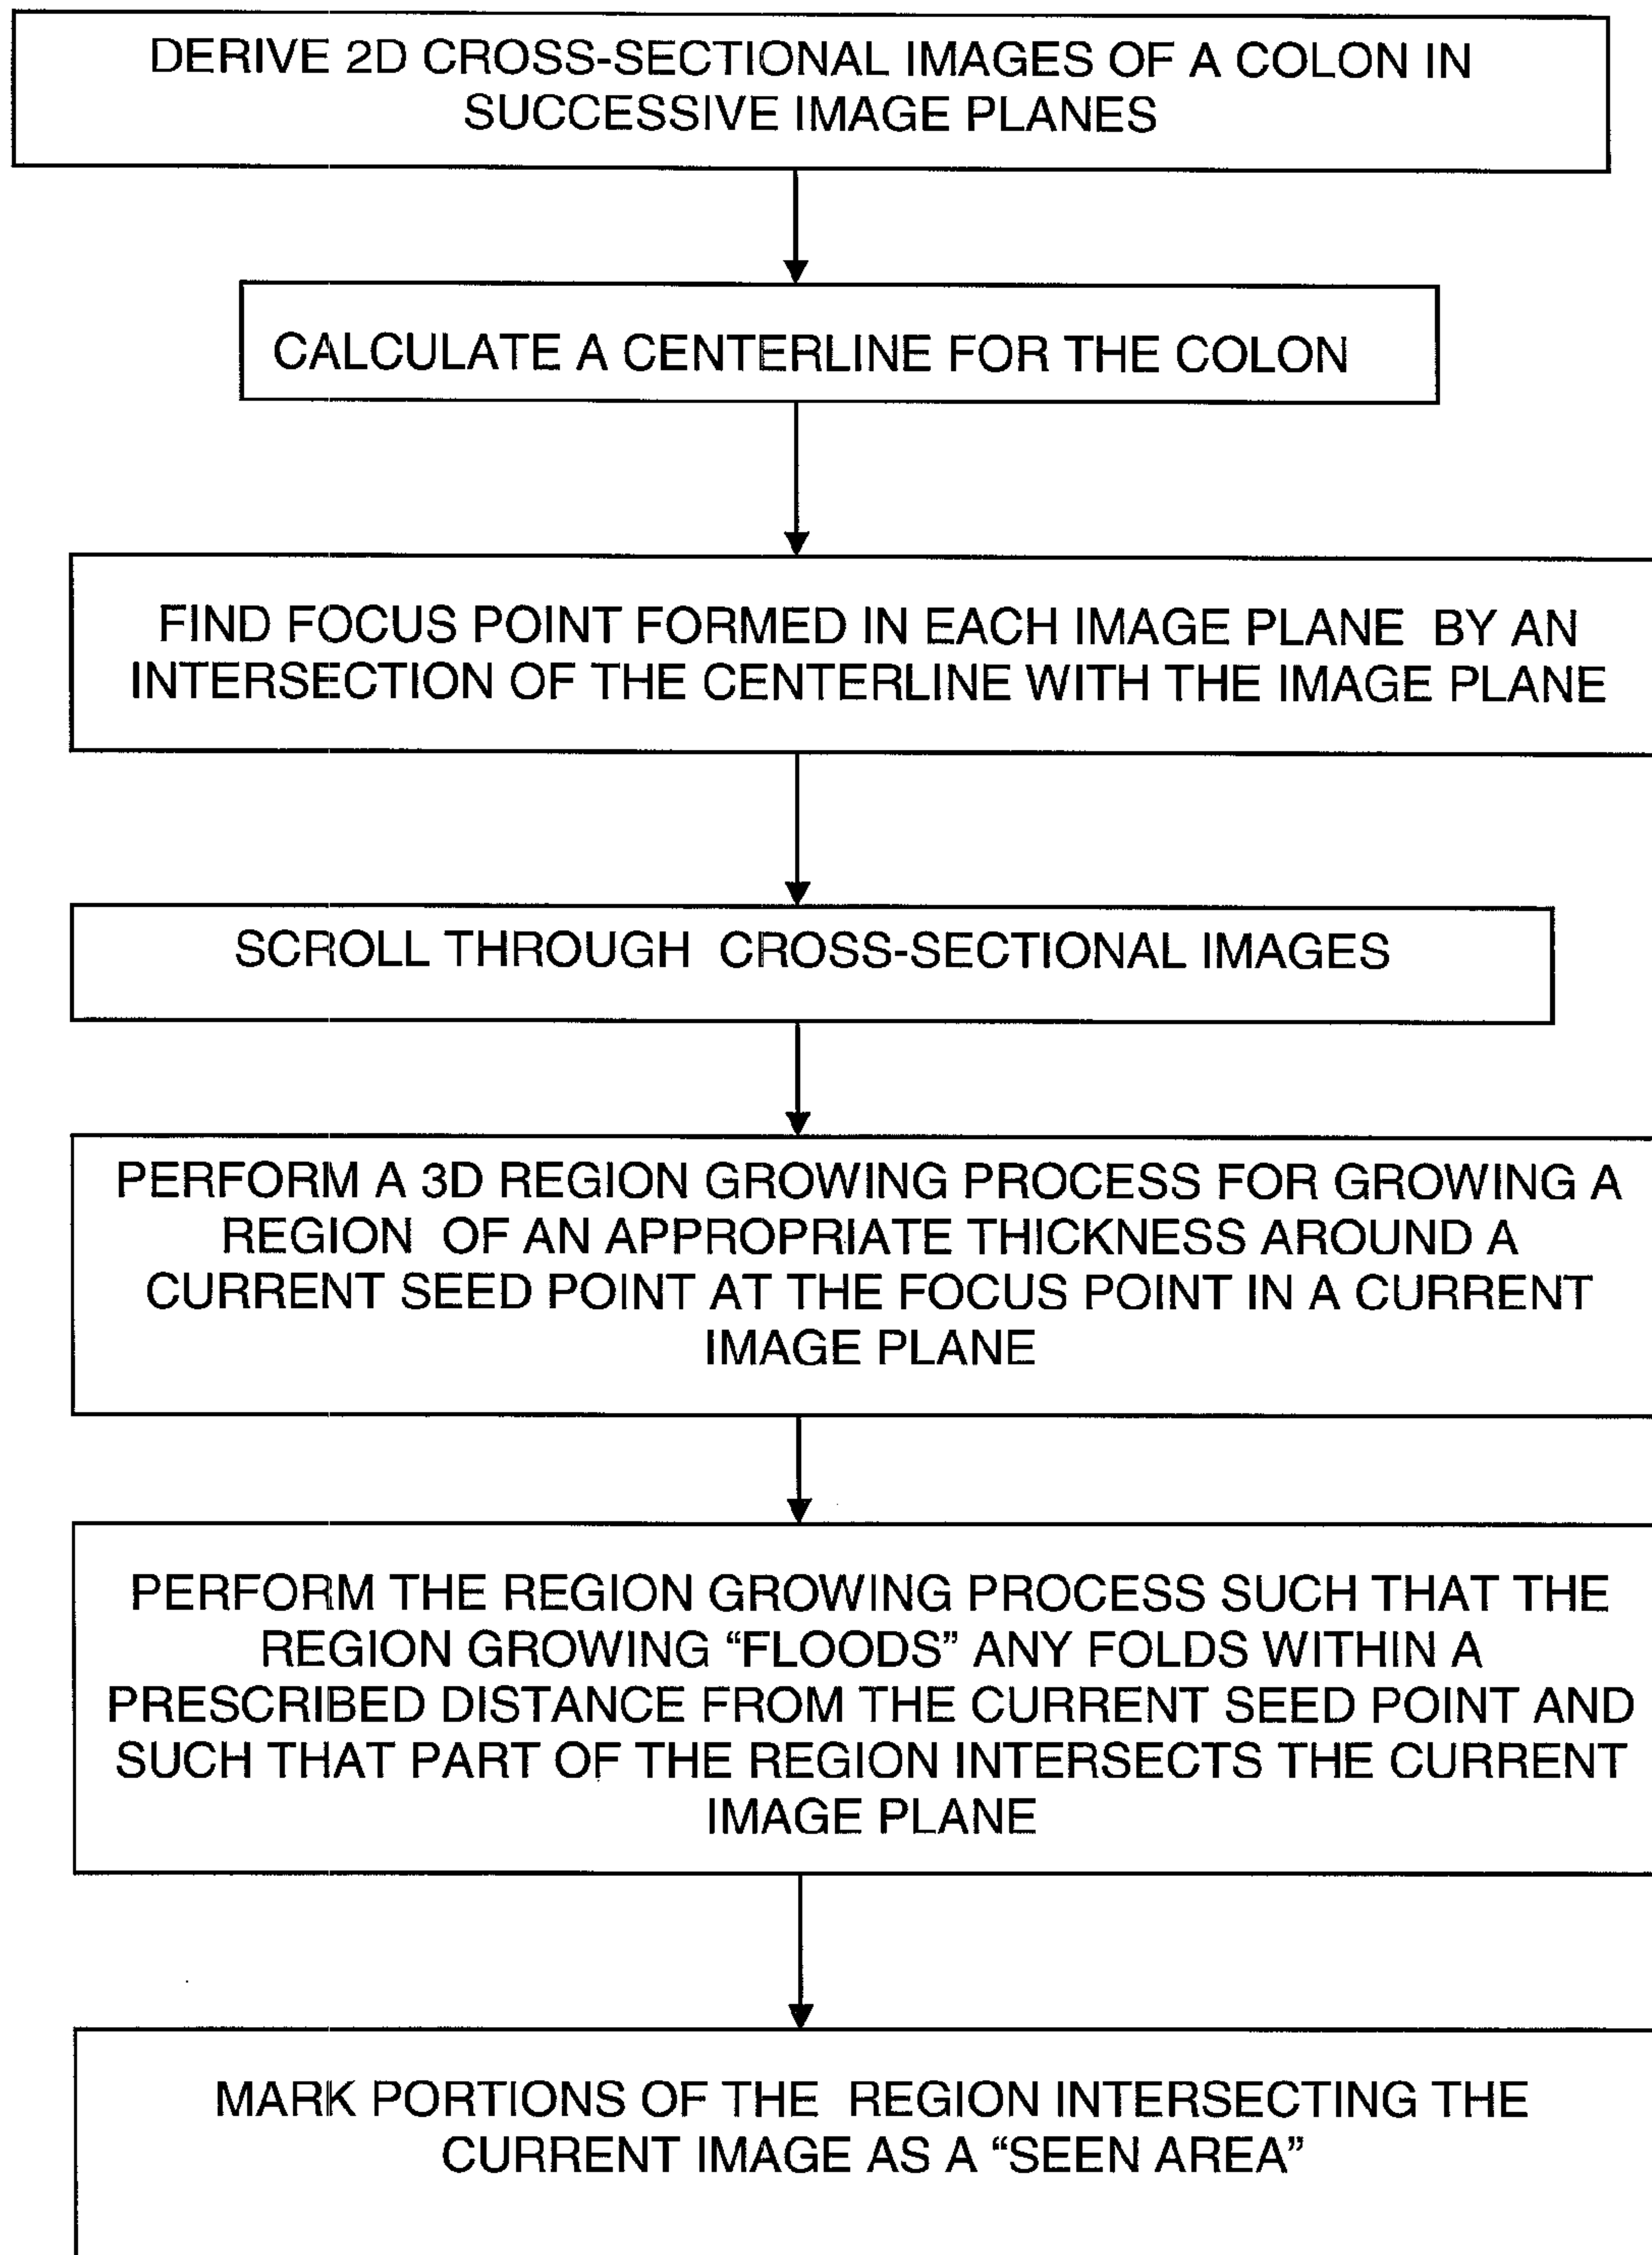 DERIVE 2D CROSS-SECTIONAL IMAGES OF A COLON IN
SUCCESSIVE IMAGE PLANES
CALCULATE A CENTERLINE FOR THE COLON
FIND FOCUS POINT FORMED IN EACH IMAGE PLANE BY AN
INTERSECTION OF THE CENTERLINE WITH THE IMAGE PLANE
SCROLL THROUGH CROSS-SECTIONAL IMAGES
PERFORM A 3D REGION GROWING PROCESS FOR GROWING A
REGION OF AN APPROPRIATE THICKNESS AROUND A
CURRENT SEED POINT AT THE FOCUS POINT IN A CURRENT
IMAGE PLANE
PERFORM THE REGION GROWING PROCESS SUCH THAT THE
REGION GROWING “FLOODS” ANY FOLDS WITHIN A
PRESCRIBED DISTANCE FROM THE CURRENT SEED POINT AND
SUCH THAT PART OF THE REGION INTERSECTS THE CURRENT
IMAGE PLANE
MARK PORTIONS OF THE REGION INTERSECTING THE
CURRENT IMAGE AS A “SEEN AREA”